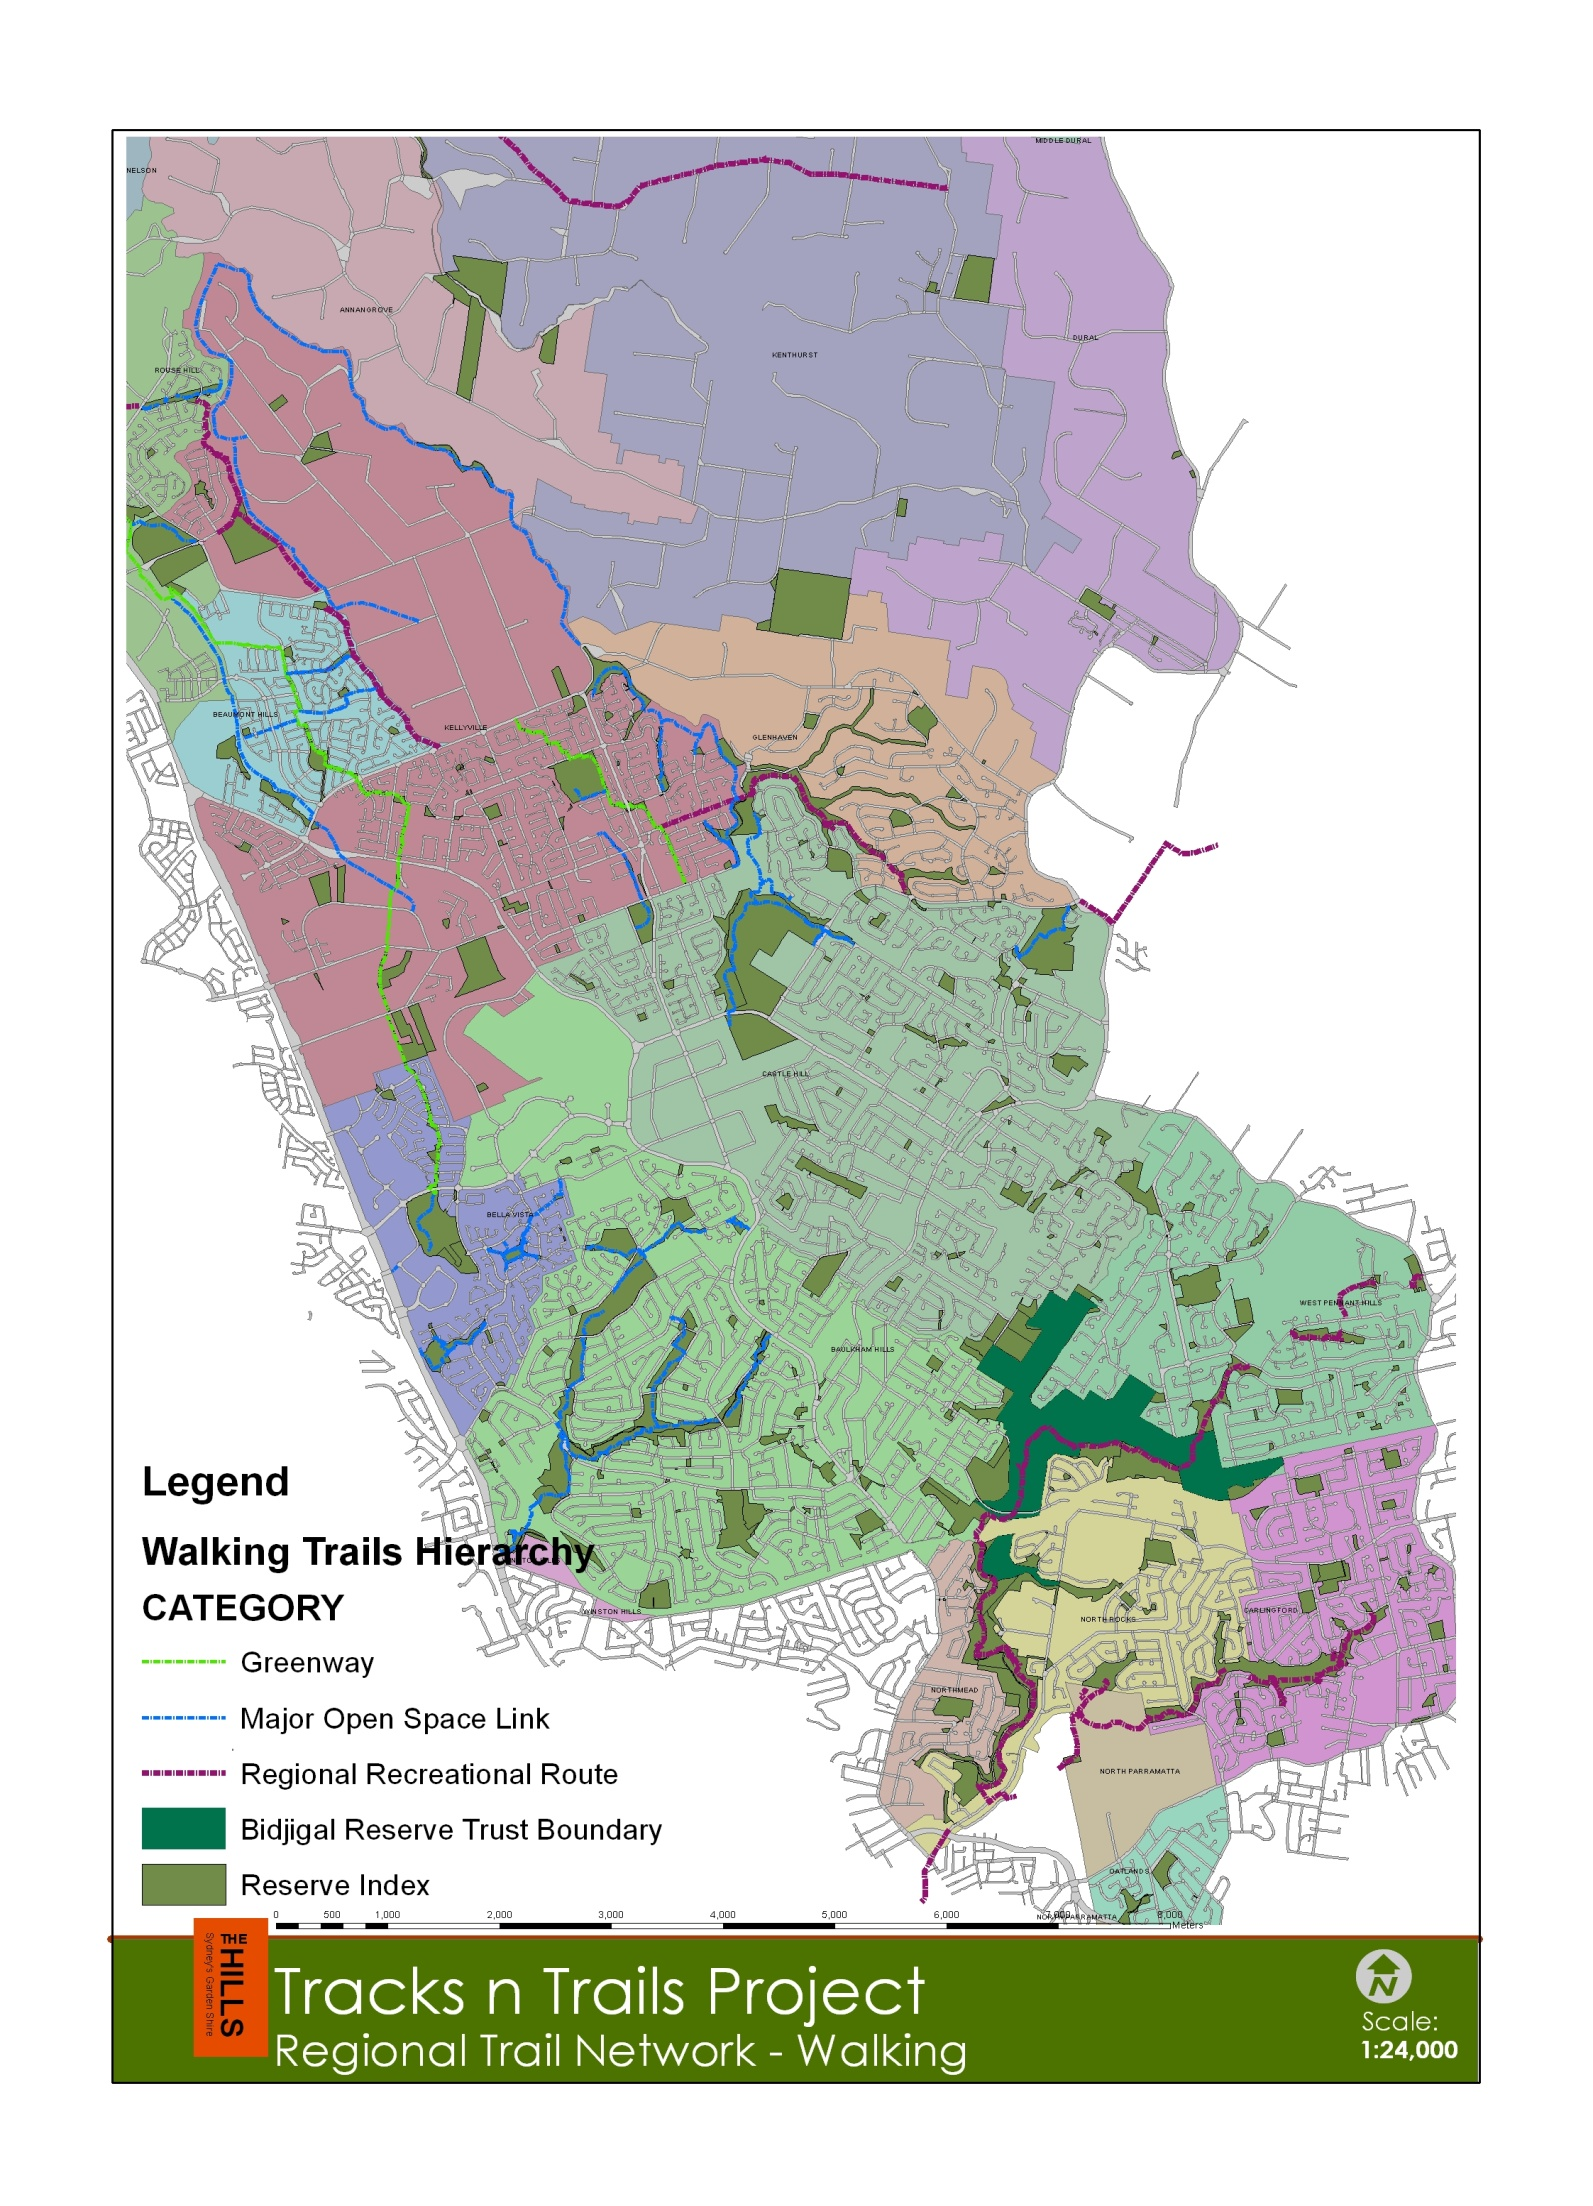 MIDDLE DURAL
NELSON
ANNANGROVE
DURAL
KENTHURST
ROUSE HILL
BEAUMONT HILLS
KELLYVILLE
GLENHAVEN
CASTLE HILL
BELLA VISTA
WEST PENNANT HILLS
BAULKHAM HILLS
Legend
Walking Trails Hierarchy
CATEGORY
WINSTON HILLS
CARLINGFORD
NORTH ROCKS
Greenway
NORTHMEAD
Major Open Space Link
Regional Recreational Route
NORTH PARRAMATTA
Bidjigal Reserve Trust Boundary
OATLANDS
Reserve Index
NORTH PARRAMATTA
0 500 1,000 2,000 3,000 4,000 5,000 6,000 7,000 8,000
Meters
THE HILLS
Sydney's Garden Shire
Tracks n Trails Project
Regional Trail Network - Walking
N
Scale:
1:24,000